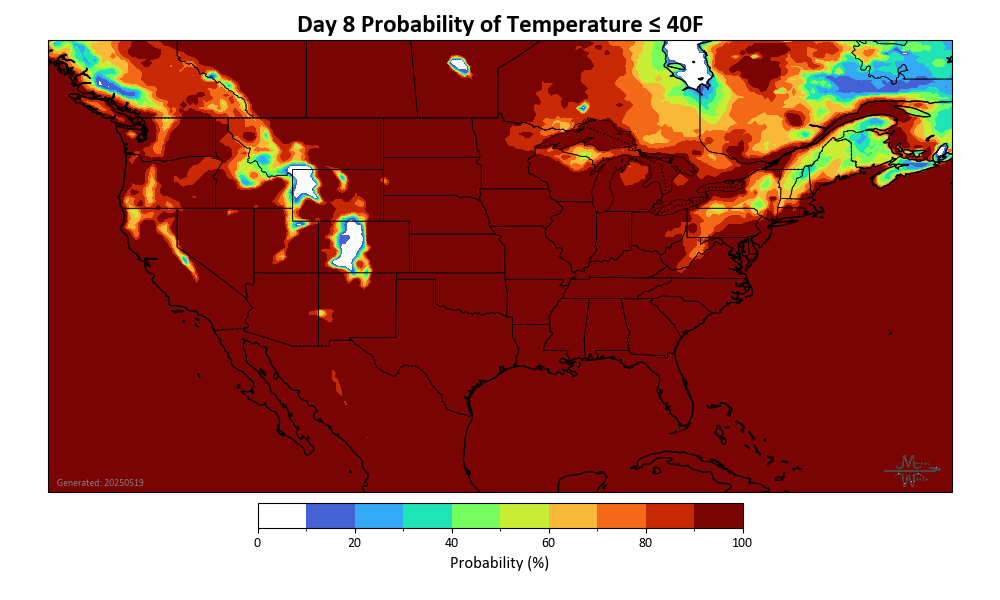 Day 8 Probability of Temperature ≤ 40F
Generated: 20250519
0 20 40 60 80 100
Probability (%)